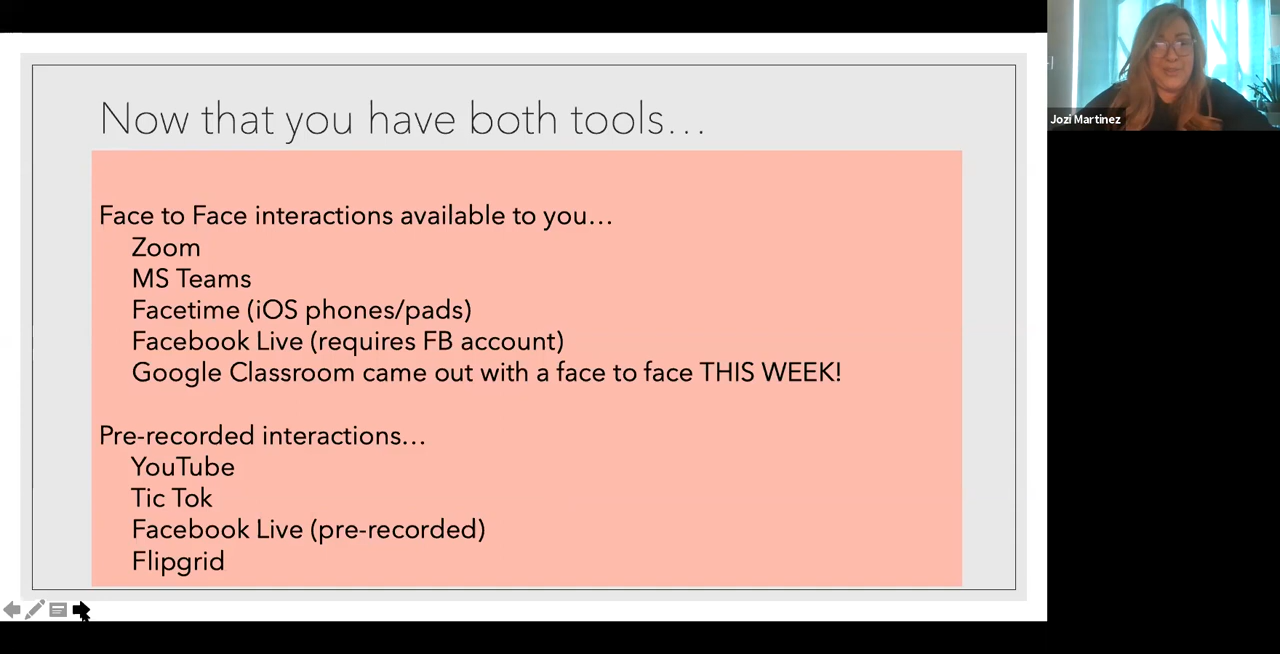 Now that you have both tools…
Face to Face interactions available to you…
Zoom
MS Teams
Facetime (iOS phones/pads)
Facebook Live (requires FB account)
Google Classroom came out with a face to face THIS WEEK!
Pre-recorded interactions…
YouTube
Tic Tok
Facebook Live (pre-recorded)
Flipgrid
Jozi Martinez